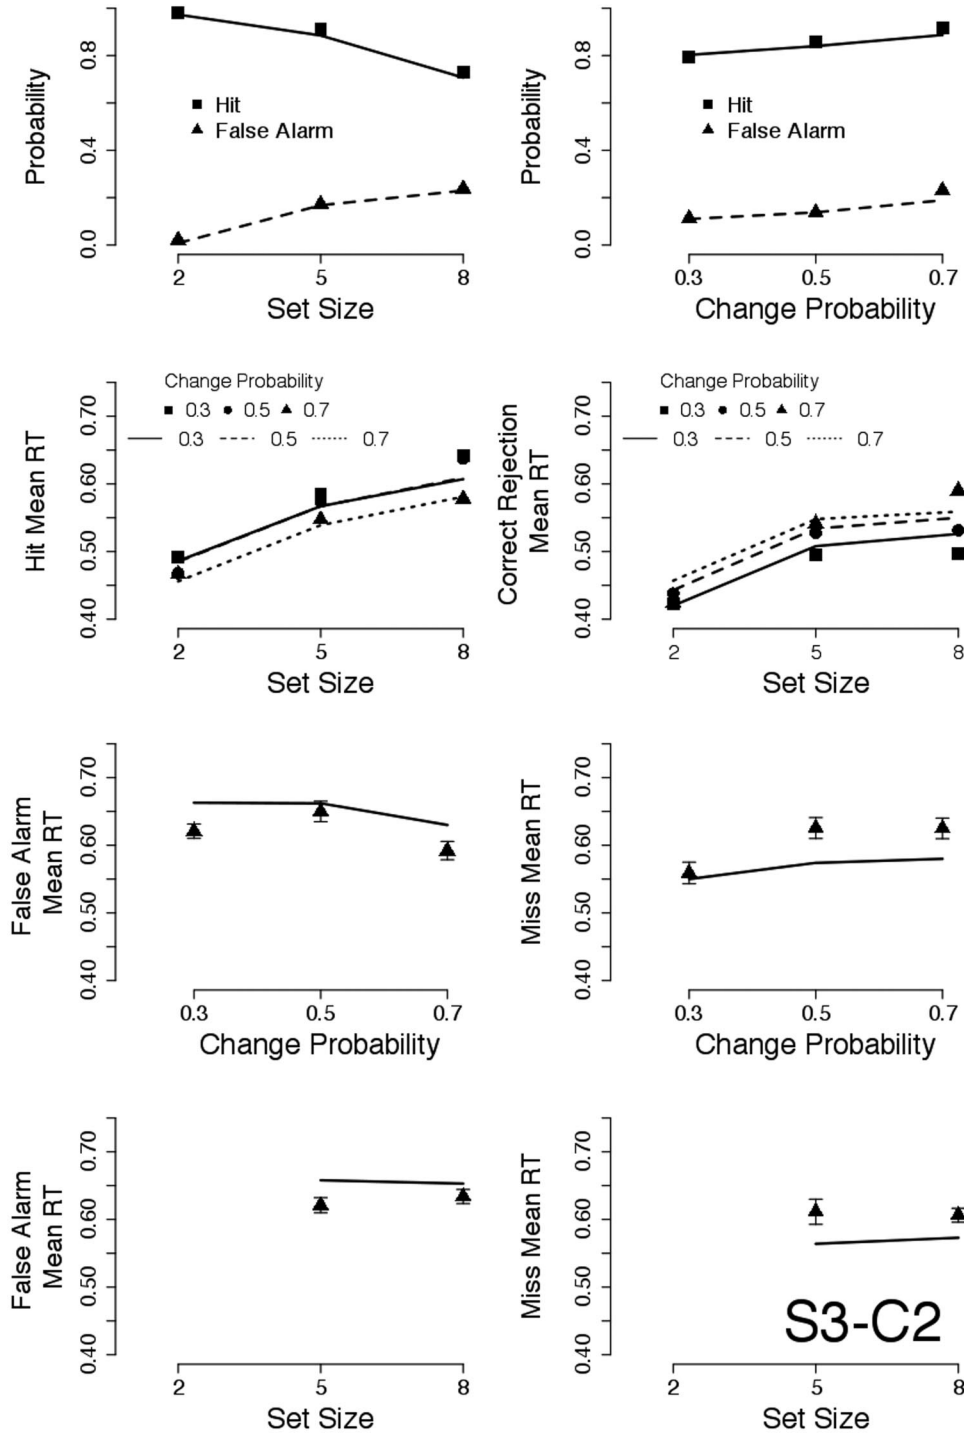 Probability
0.0 0.4 0.8
Hit
False Alarm
2 5 8
Set Size
Probability
0.0 0.4 0.8
Hit
False Alarm
0.3 0.5 0.7
Change Probability
Hit Mean RT
0.40 0.50 0.60 0.70
Change Probability
0.3 0.5 0.7
0.3 0.5 0.7
2 5 8
Set Size
Correct Rejection
Mean RT
0.40 0.50 0.60 0.70
Change Probability
0.3 0.5 0.7
0.3 0.5 0.7
2 5 8
Set Size
False Alarm
Mean RT
0.40 0.50 0.60 0.70
0.3 0.5 0.7
Change Probability
Miss Mean RT
0.40 0.50 0.60 0.70
0.3 0.5 0.7
Change Probability
False Alarm
Mean RT
0.40 0.50 0.60 0.70
2 5 8
Set Size
Miss Mean RT
0.40 0.50 0.60 0.70
S3-C2
2 5 8
Set Size